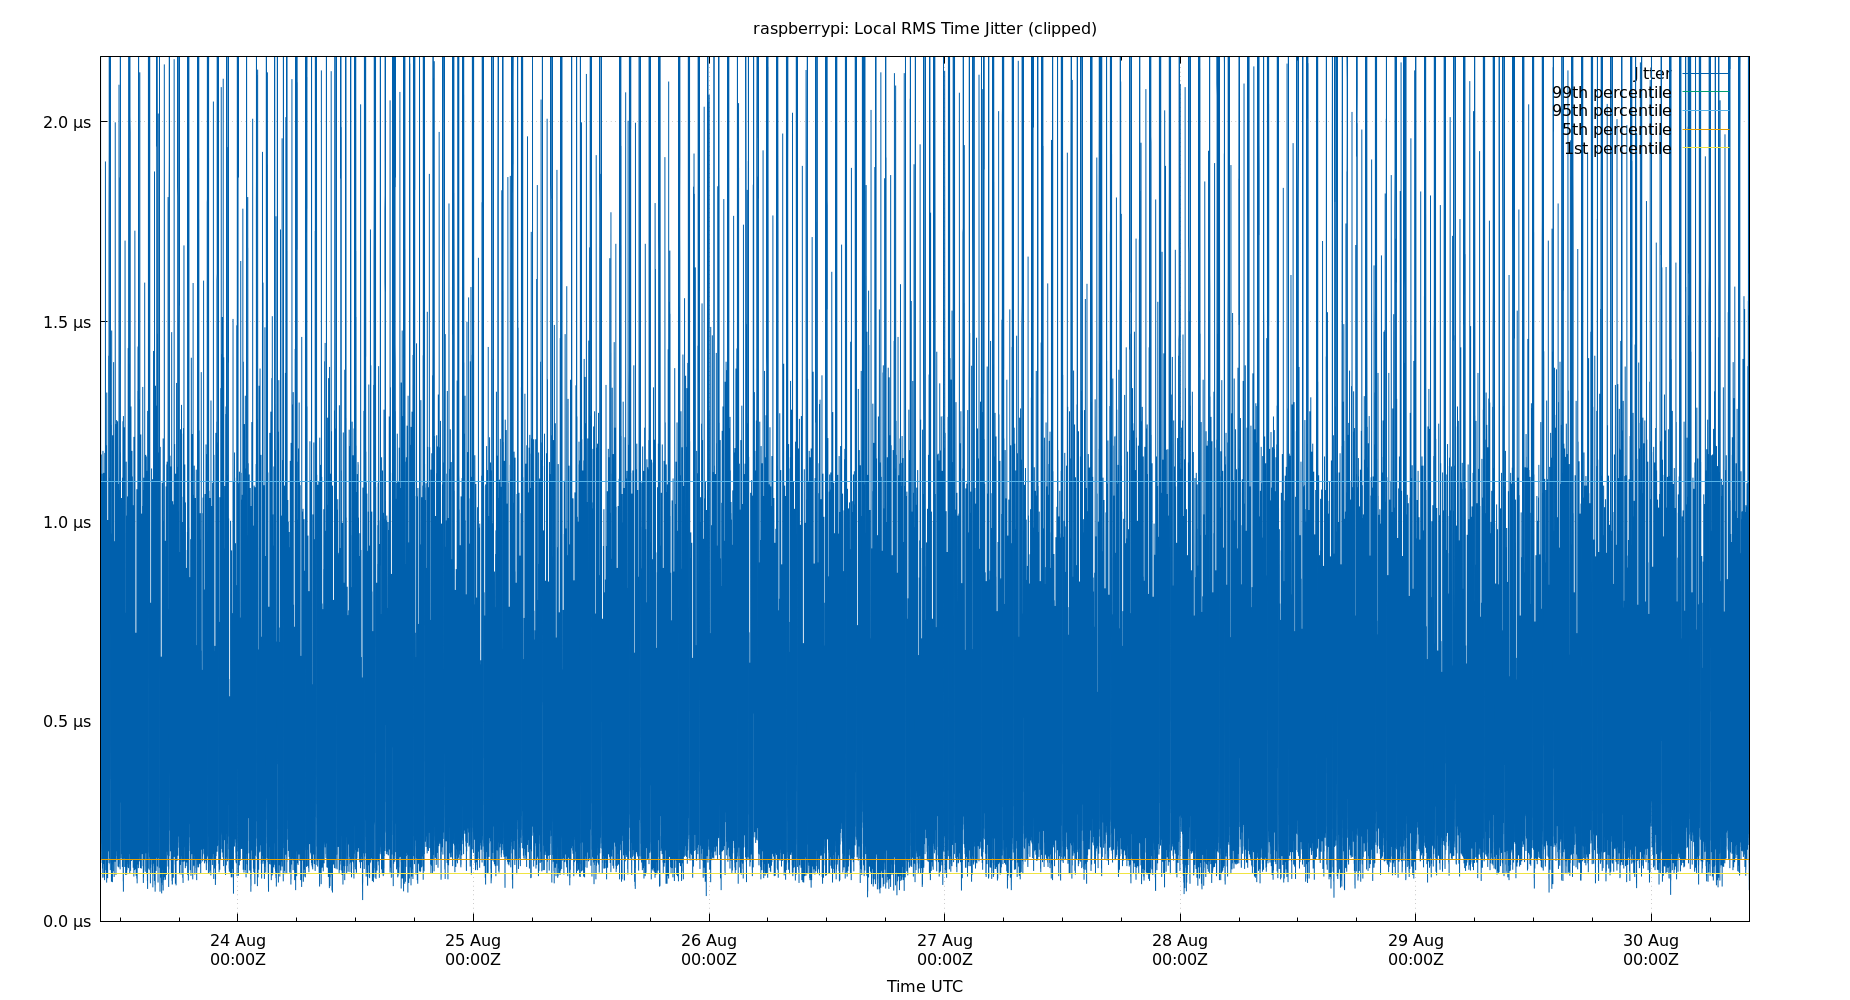 raspberrypi: Local RMS Time Jitter (clipped)
Jitter
99th percentile
95th percentile
5th percentile
1st percentile
2.0 µs
1.5 µs
1.0 µs
0.5 µs
0.0 µs
24 Aug 25 Aug 26 Aug 27 Aug 28 Aug 29 Aug 30 Aug
00:00Z 00:00Z 00:00Z 00:00Z 00:00Z 00:00Z 00:00Z
Time UTC